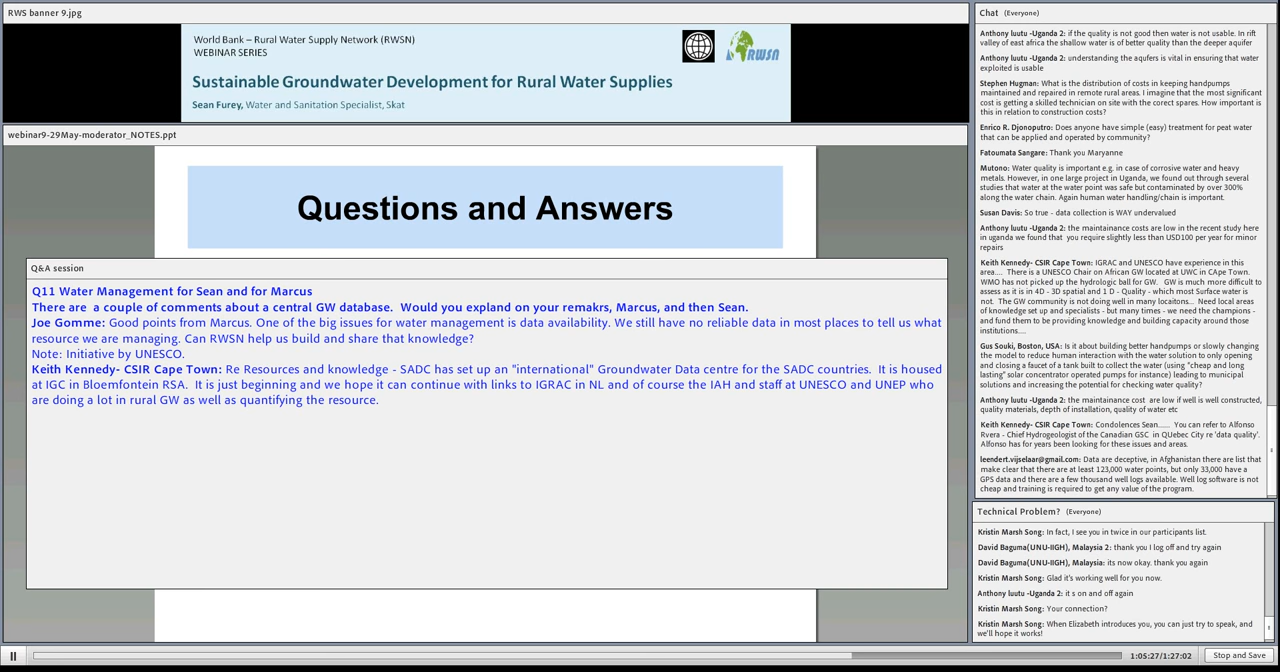 RWS banner 9.jpg
World Bank – Rural Water Supply Network (RWSN)
WEBINAR SERIES
RWSN
Sustainable Groundwater Development for Rural Water Supplies
Sean Furey, Water and Sanitation Specialist, Skat
webinar9-29May-moderator_NOTES.ppt
Questions and Answers
Q&A session
Q11 Water Management for Sean and for Marcus
There are a couple of comments about a central GW database. Would you expland on your remakrs, Marcus, and then Sean.
Joe Gomme: Good points from Marcus. One of the big issues for water management is data availability. We still have no reliable data in most places to tell us what
resource we are managing. Can RWSN help us build and share that knowledge?
Note: Initiative by UNESCO.
Keith Kennedy- CSIR Cape Town: Re Resources and knowledge - SADC has set up an "international" Groundwater Data centre for the SADC countries. It is housed
at IGC in Bloemfontein RSA. It is just beginning and we hope it can continue with links to IGRAC in NL and of course the IAH and staff at UNESCO and UNEP who
are doing a lot in rural GW as well as quantifying the resource.
Chat (Everyone)
Anthony luutu -Uganda 2: if the quality is not good then water is not usable. In rift
valley of east africa the shallow water is of better quality than the deeper aquifer
Anthony luutu -Uganda 2: understanding the aqufers is vital in ensuring that water
exploited is usable
Stephen Hugman: What is the distribution of costs in keeping handpumps
maintained and repaired in remote rural areas. I imagine that the most significant
cost is getting a skilled technician on site with the corect spares. How important is
this in relation to construction costs?
Enrico R. Djonoputro: Does anyone have simple (easy) treatment for peat water
that can be applied and operated by community?
Fatoumata Sangare: Thank you Maryanne
Mutono: Water quality is important e.g. in case of corrosive water and heavy
metals. However, in one large project in Uganda, we found out through several
studies that water at the water point was safe but contaminated by over 300%
along the water chain. Again human water handling/chain is important.
Susan Davis: So true - data collection is WAY undervalued
Anthony luutu -Uganda 2: the maintainance costs are low in the recent study here
in uganda we found that you require slightly less than USD100 per year for minor
repairs
Keith Kennedy- CSIR Cape Town: IGRAC and UNESCO have experience in this
area.... There is a UNESCO Chair on African GW located at UWC in CApe Town.
WMO has not picked up the hydrologic ball for GW. GW is much more difficult to
assess as it is in 4D - 3D spatial and 1 D - Quality - which most Surface water is
not. The GW community is not doing well in many locaitons... Need local areas
of knowledge set up and specialists - but many times - we need the champions -
and fund them to be providing knowledge and building capacity around those
institutions....
Gus Souki, Boston, USA: Is it about building better handpumps or slowly changing
the model to reduce human interaction with the water solution to only opening
and closing a faucet of a tank built to collect the water (using "cheap and long
lasting" solar concentrator operated pumps for instance) leading to municipal
solutions and increasing the potential for checking water quality?
Anthony luutu -Uganda 2: the maintainance cost are low if well is well constructed,
quality materials, depth of installation, quality of water etc
Keith Kennedy- CSIR Cape Town: Condolences Sean...... You can refer to Alfonso
Rvera - Chief Hydrogeologist of the Canadian GSC in QUebec City re 'data quality'.
Alfonso has for years been looking for these issues and areas.
leendert.vijselaar@gmail.com: Data are deceptive, in Afghanistan there are list that
make clear that there are at least 123,000 water points, but only 33,000 have a
GPS data and there are a few thousand well logs available. Well log software is not
cheap and training is required to get any value of the program.
Technical Problem? (Everyone)
Kristin Marsh Song: In fact, I see you in twice in our participants list.
David Baguma(UNU-IIGH), Malaysia 2: thank you I log off and try again
David Baguma(UNU-IIGH), Malaysia: its now okay. thank you again
Kristin Marsh Song: Glad it's working well for you now.
Anthony luutu -Uganda 2: it s on and off again
Kristin Marsh Song: Your connection?
Kristin Marsh Song: When Elizabeth introduces you, you can just try to speak, and
we'll hope it works!
1:05:27/1:27:02
Stop and Save